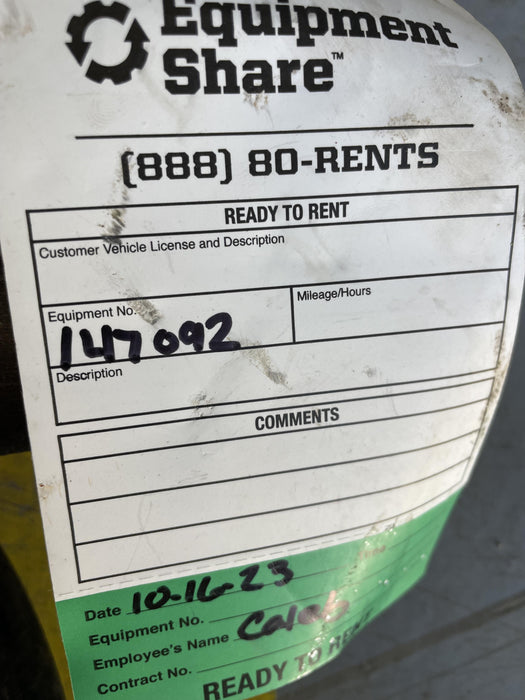 Equipment
Share™
(888) 80-RENTS
READY TO RENT
Customer Vehicle License and Description
Equipment No. Mileage/Hours
147092
Description
COMMENTS
Date 10-16-23
Equipment No.
Employee's Name Caleb
Contract No.
READY TO RENT